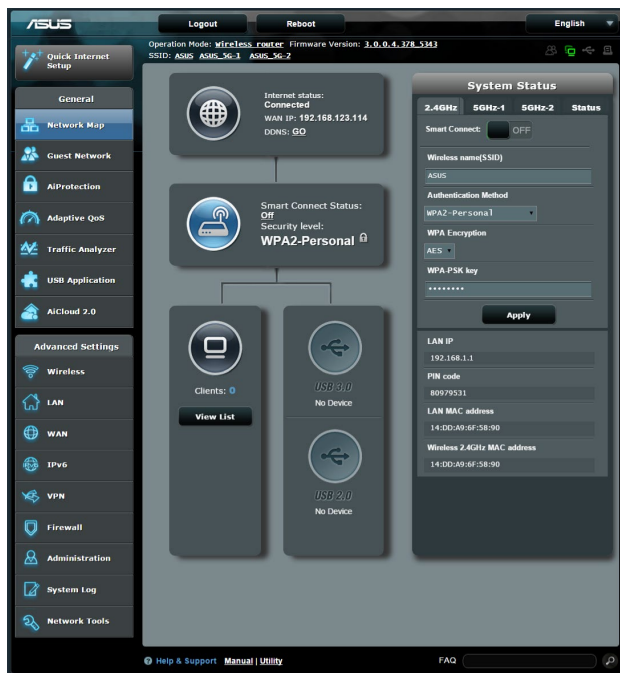 ASUS
Logout
Reboot
English
Quick Internet Setup
Operation Mode: Wireless router Firmware Version: 3.0.0.4.378_5343
SSID: ASUS ASUS_5G-1 ASUS_5G-2
General
Network Map
Guest Network
AiProtection
Adaptive QoS
Traffic Analyzer
USB Application
AiCloud 2.0
Advanced Settings
Wireless
LAN
WAN
IPv6
VPN
Firewall
Administration
System Log
Network Tools
Internet status:
Connected
WAN IP: 192.168.123.114
DDNS: GO
Smart Connect Status:
Off
Security level:
WPA2-Personal
Clients: 0
View List
USB 3.0
No Device
USB 2.0
No Device
System Status
2.4GHz 5GHz-1 5GHz-2 Status
Smart Connect: OFF
Wireless name(SSID)
ASUS
Authentication Method
WPA2-Personal
WPA Encryption
AES
WPA-PSK key
••••••••
Apply
LAN IP
192.168.1.1
PIN code
80979531
LAN MAC address
14:DD:A9:6F:58:90
Wireless 2.4GHz MAC address
14:DD:A9:6F:58:90
Help & Support Manual | Utility
FAQ